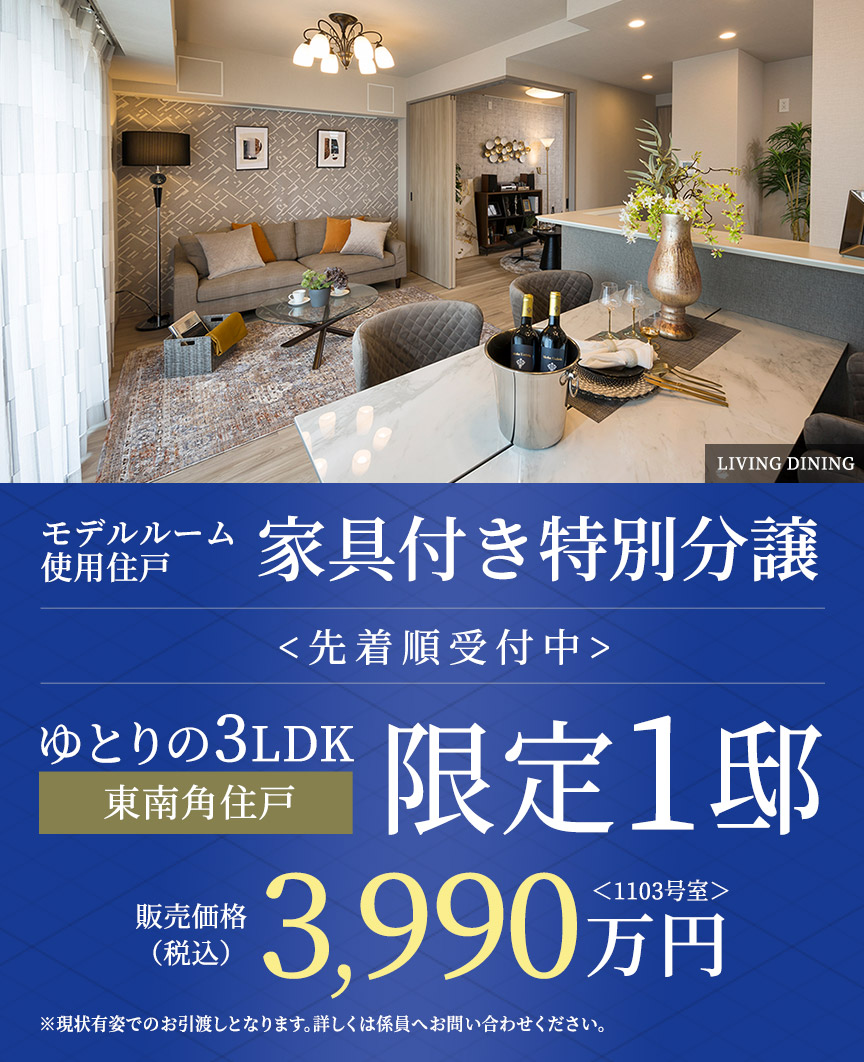 LIVING DINING
モデルルーム
使用住戸
家具付き特別分譲
<先着順受付中>
ゆとりの3LDK
東南角住戸
限定1邸
販売価格
（税込）
3,990万円
<1103号室>
※現状有姿でのお引渡しとなります。詳しくは係員へお問い合わせください。